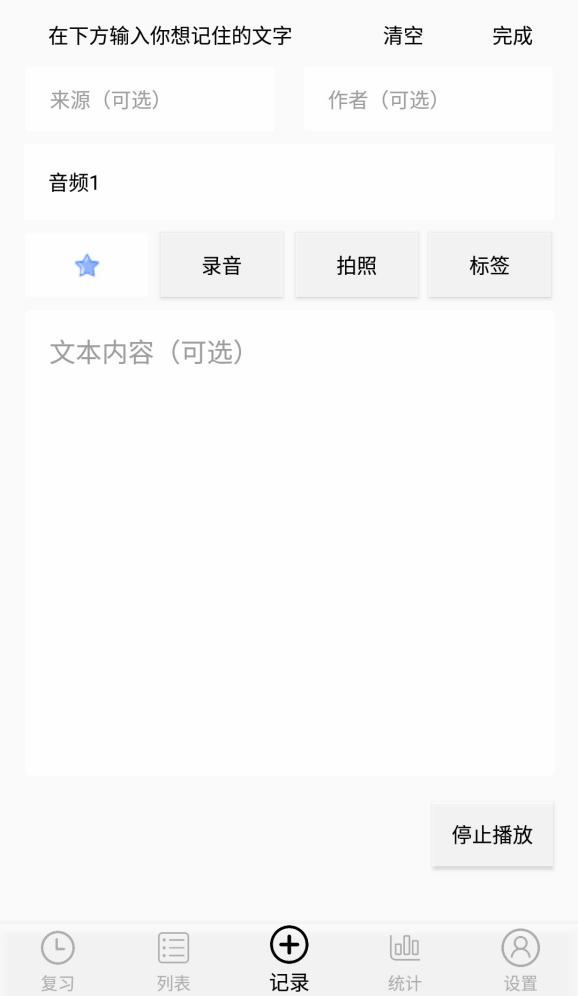 在下方输入你想记住的文字 清空 完成
来源（可选） 作者（可选）
音频1
录音 拍照 标签
文本内容（可选）
停止播放
复习 列表 记录 统计 设置